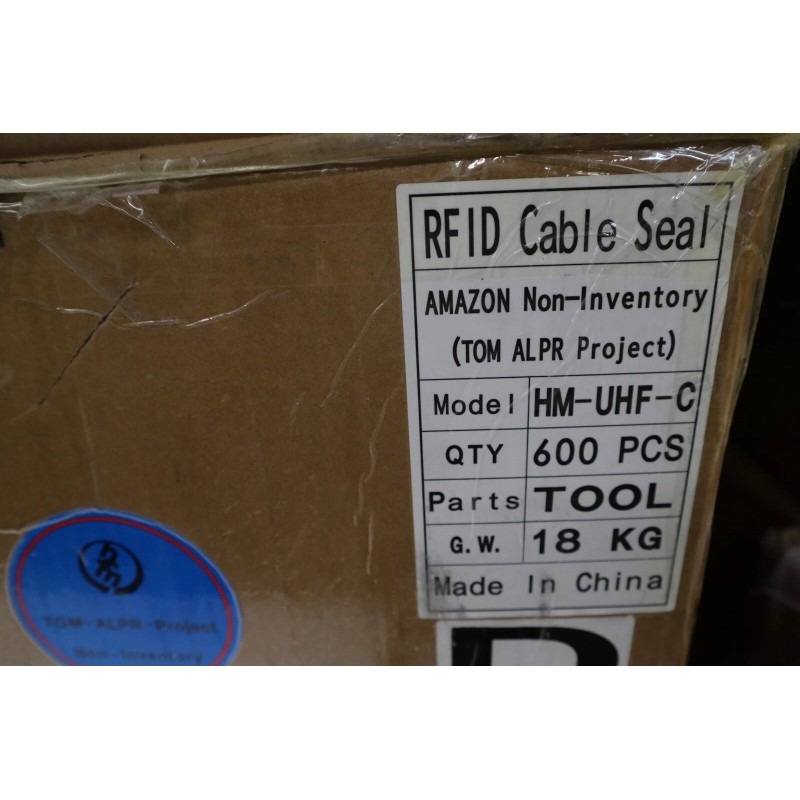 RFID Cable Seal
AMAZON Non-Inventory
(TOM ALPR Project)
Model HM-UHF-C
QTY 600 PCS
Parts TOOL
G.W. 18 KG
Made In China
TOM-ALPR-Project
Non-Inventory